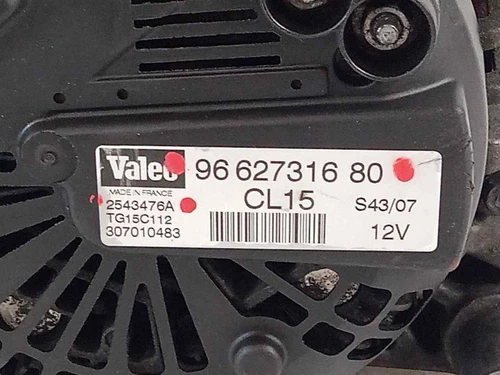 Valeo 96 627316 80
MADE IN FRANCE CL15 S43/07
2543476A
TG15C112
307010483 12V